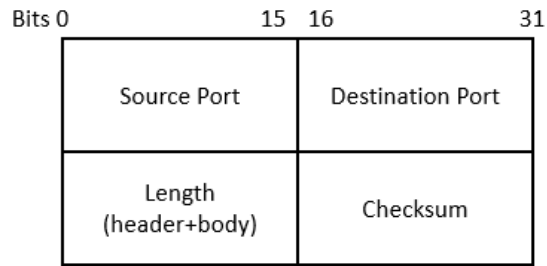 Bits 0 15 16 31
Source Port Destination Port
Length
(header+body)
Checksum